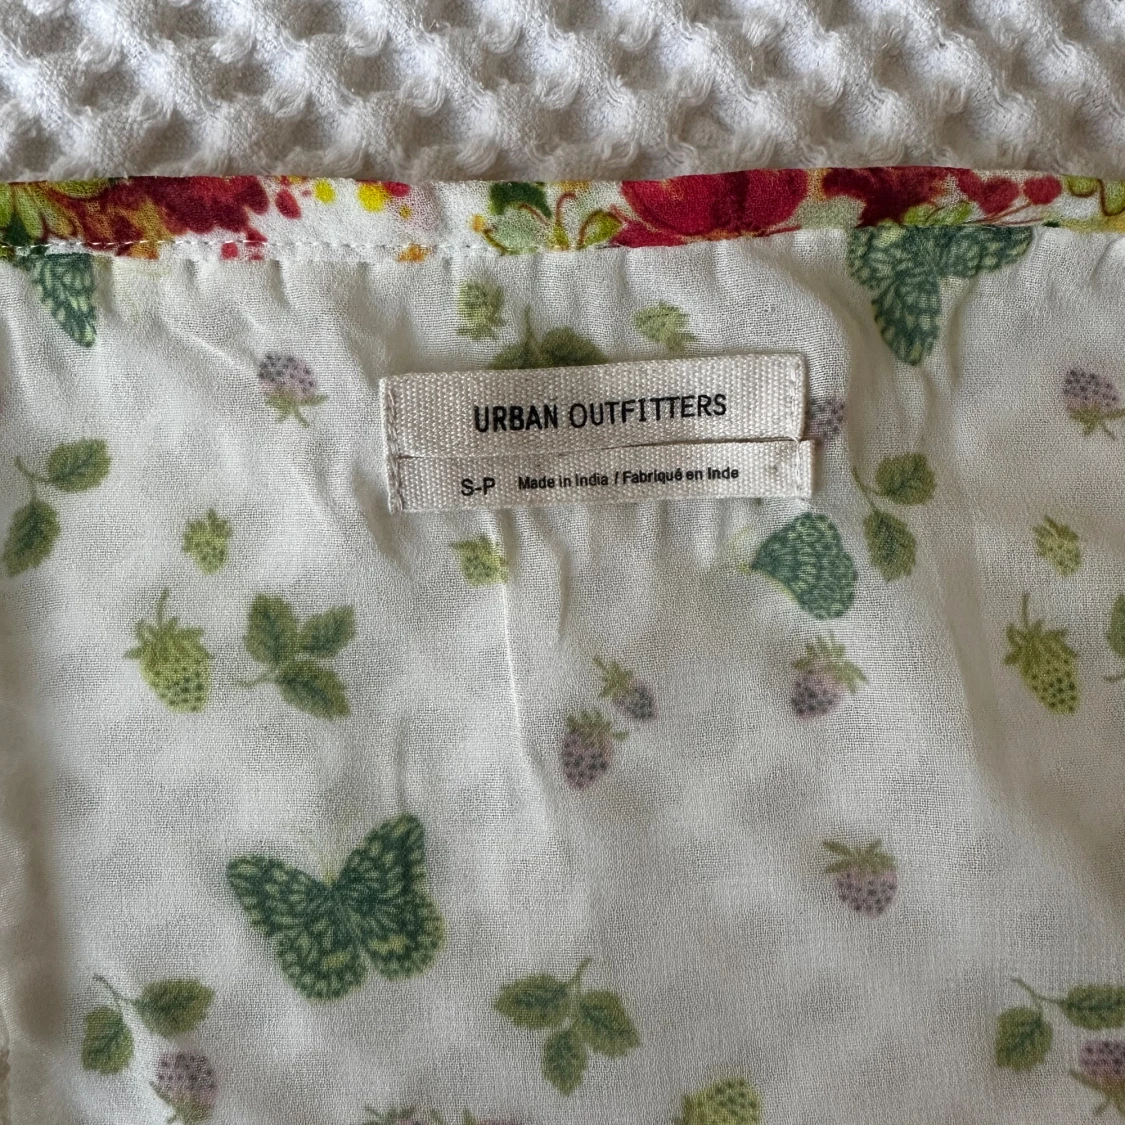 URBAN OUTFITTERS
S-P Made in India / Fabriqué en Inde